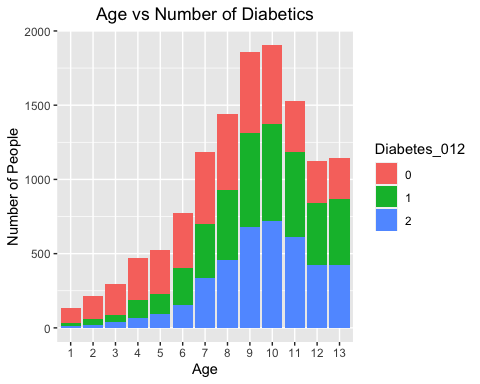 Age vs Number of Diabetics
2000
1500
1000
500
0
Number of People
1 2 3 4 5 6 7 8 9 10 11 12 13
Age
Diabetes_012
0
1
2